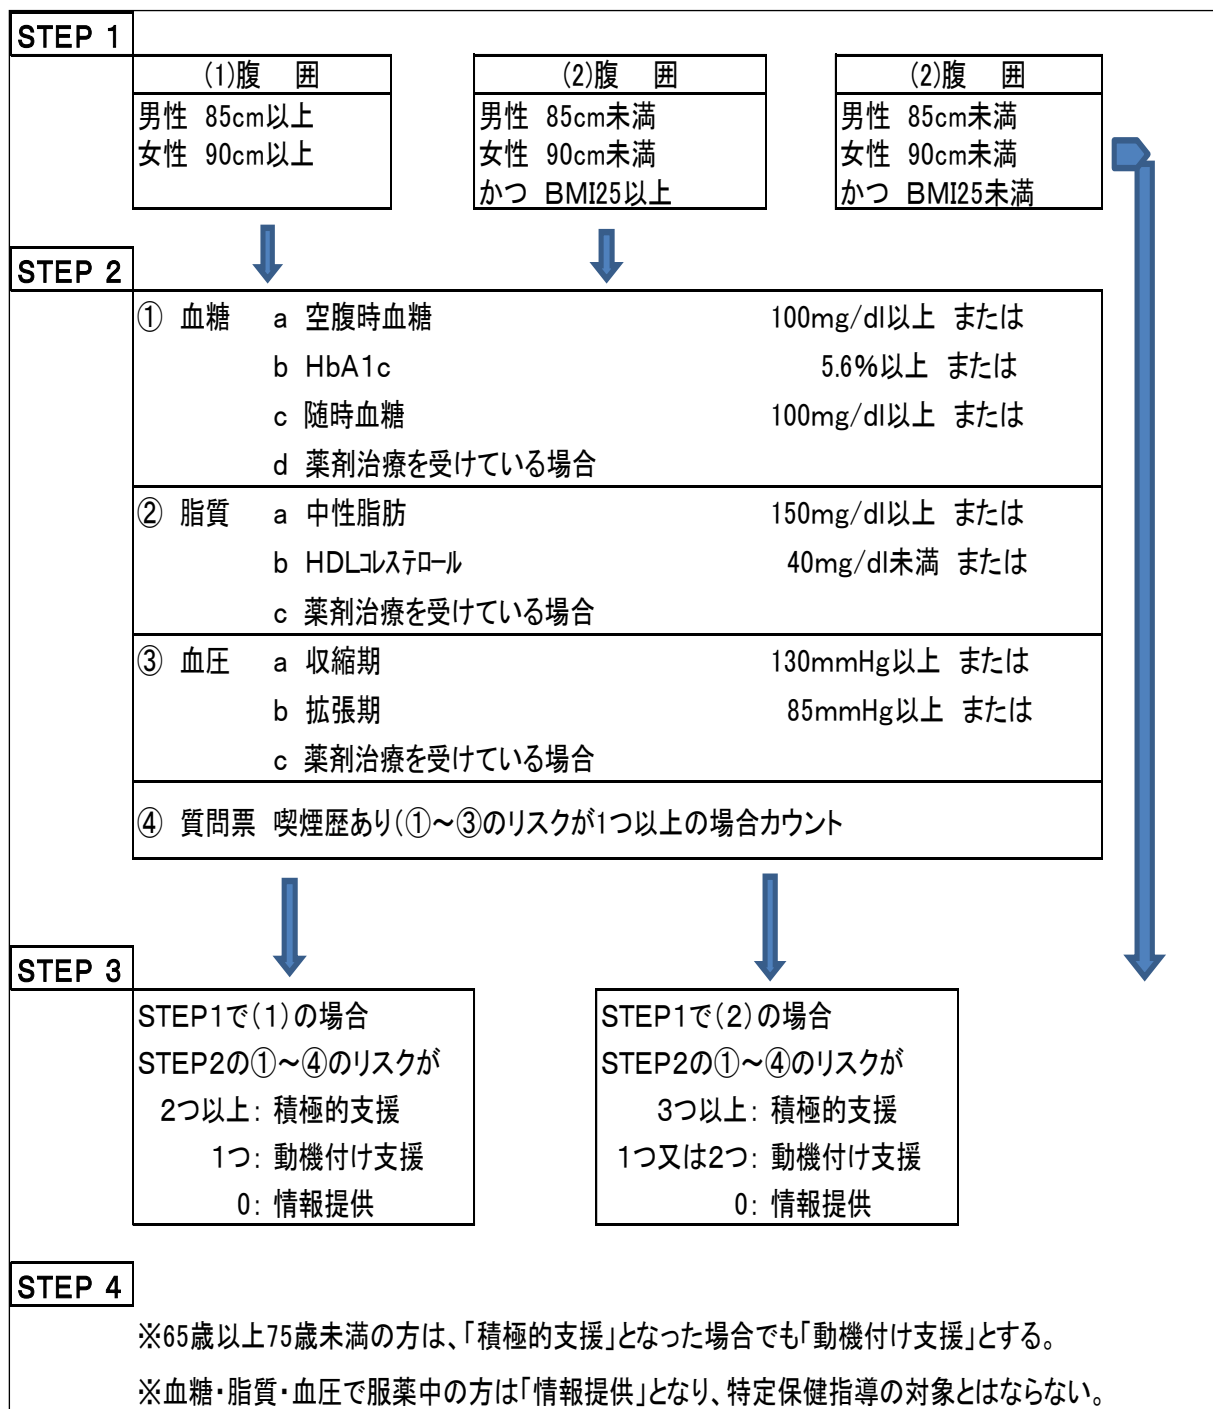 STEP 1
(1)腹　囲
男性 85cm以上
女性 90cm以上
(2)腹　囲
男性 85cm未満
女性 90cm未満
かつ BMI25以上
(2)腹　囲
男性 85cm未満
女性 90cm未満
かつ BMI25未満
STEP 2
① 血糖 a 空腹時血糖 100mg/dl以上 または
b HbA1c 5.6%以上 または
c 随時血糖 100mg/dl以上 または
d 薬剤治療を受けている場合
② 脂質 a 中性脂肪 150mg/dl以上 または
b HDLコレステロール 40mg/dl未満 または
c 薬剤治療を受けている場合
③ 血圧 a 収縮期 130mmHg以上 または
b 拡張期 85mmHg以上 または
c 薬剤治療を受けている場合
④ 質問票 喫煙歴あり(①～③のリスクが1つ以上の場合カウント
STEP 3
STEP1で(1)の場合
STEP2の①～④のリスクが
2つ以上: 積極的支援
1つ: 動機付け支援
0: 情報提供
STEP1で(2)の場合
STEP2の①～④のリスクが
3つ以上: 積極的支援
1つ又は2つ: 動機付け支援
0: 情報提供
STEP 4
※65歳以上75歳未満の方は、「積極的支援」となった場合でも「動機付け支援」とする。
※血糖・脂質・血圧で服薬中の方は「情報提供」となり、特定保健指導の対象とはならない。